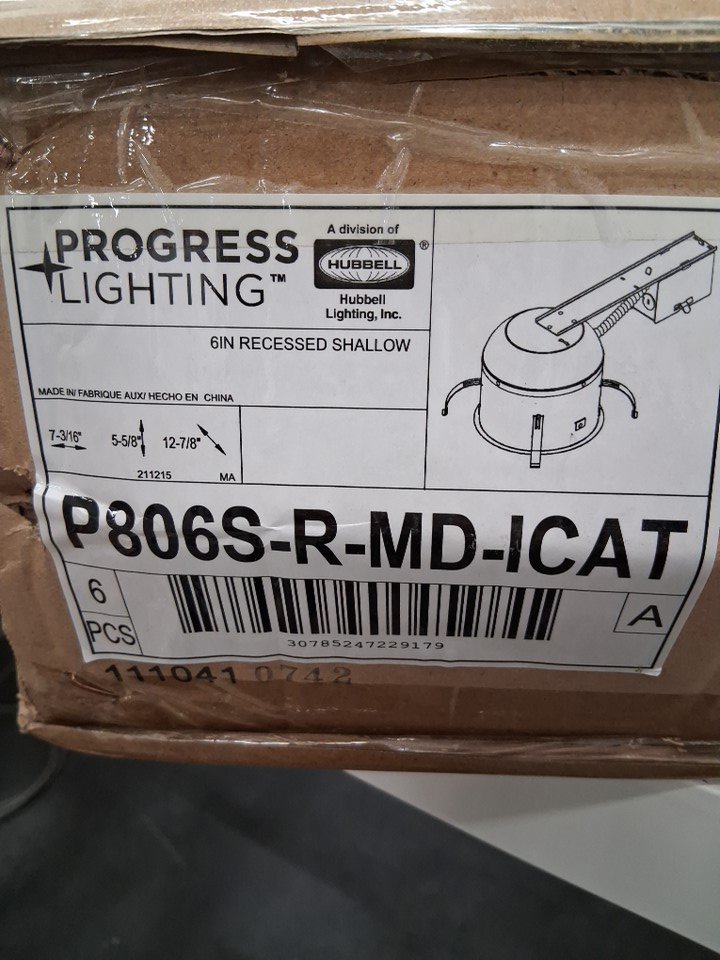 PROGRESS
LIGHTING™
A division of
HUBBELL®
Hubbell
Lighting, Inc.
6IN RECESSED SHALLOW
MADE IN/ FABRIQUE AUX/ HECHO EN CHINA
7-3/16" 5-5/8" 12-7/8"
211215 MA
P806S-R-MD-ICAT
6
PCS
A
30785247229179
111041 0742